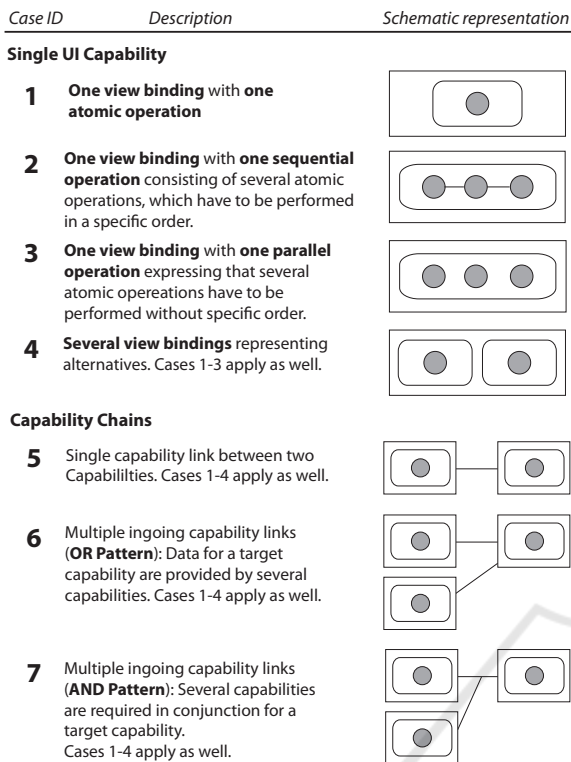 Case ID Description Schematic representation
Single UI Capability
1 One view binding with one
atomic operation
2 One view binding with one sequential
operation consisting of several atomic
operations, which have to be performed
in a specific order.
3 One view binding with one parallel
operation expressing that several
atomic opereations have to be
performed without specific order.
4 Several view bindings representing
alternatives. Cases 1-3 apply as well.
Capability Chains
5 Single capability link between two
Capabililties. Cases 1-4 apply as well.
6 Multiple ingoing capability links
(OR Pattern): Data for a target
capability are provided by several
capabilities. Cases 1-4 apply as well.
7 Multiple ingoing capability links
(AND Pattern): Several capabilities
are required in conjunction for a
target capability.
Cases 1-4 apply as well.